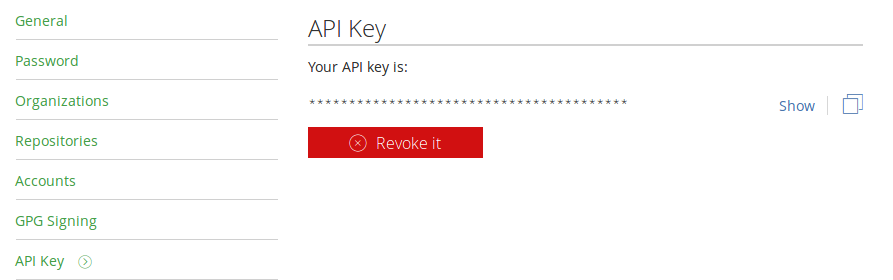 General
Password
Organizations
Repositories
Accounts
GPG Signing
API Key
API Key
Your API key is:
****************************************
Show
Revoke it